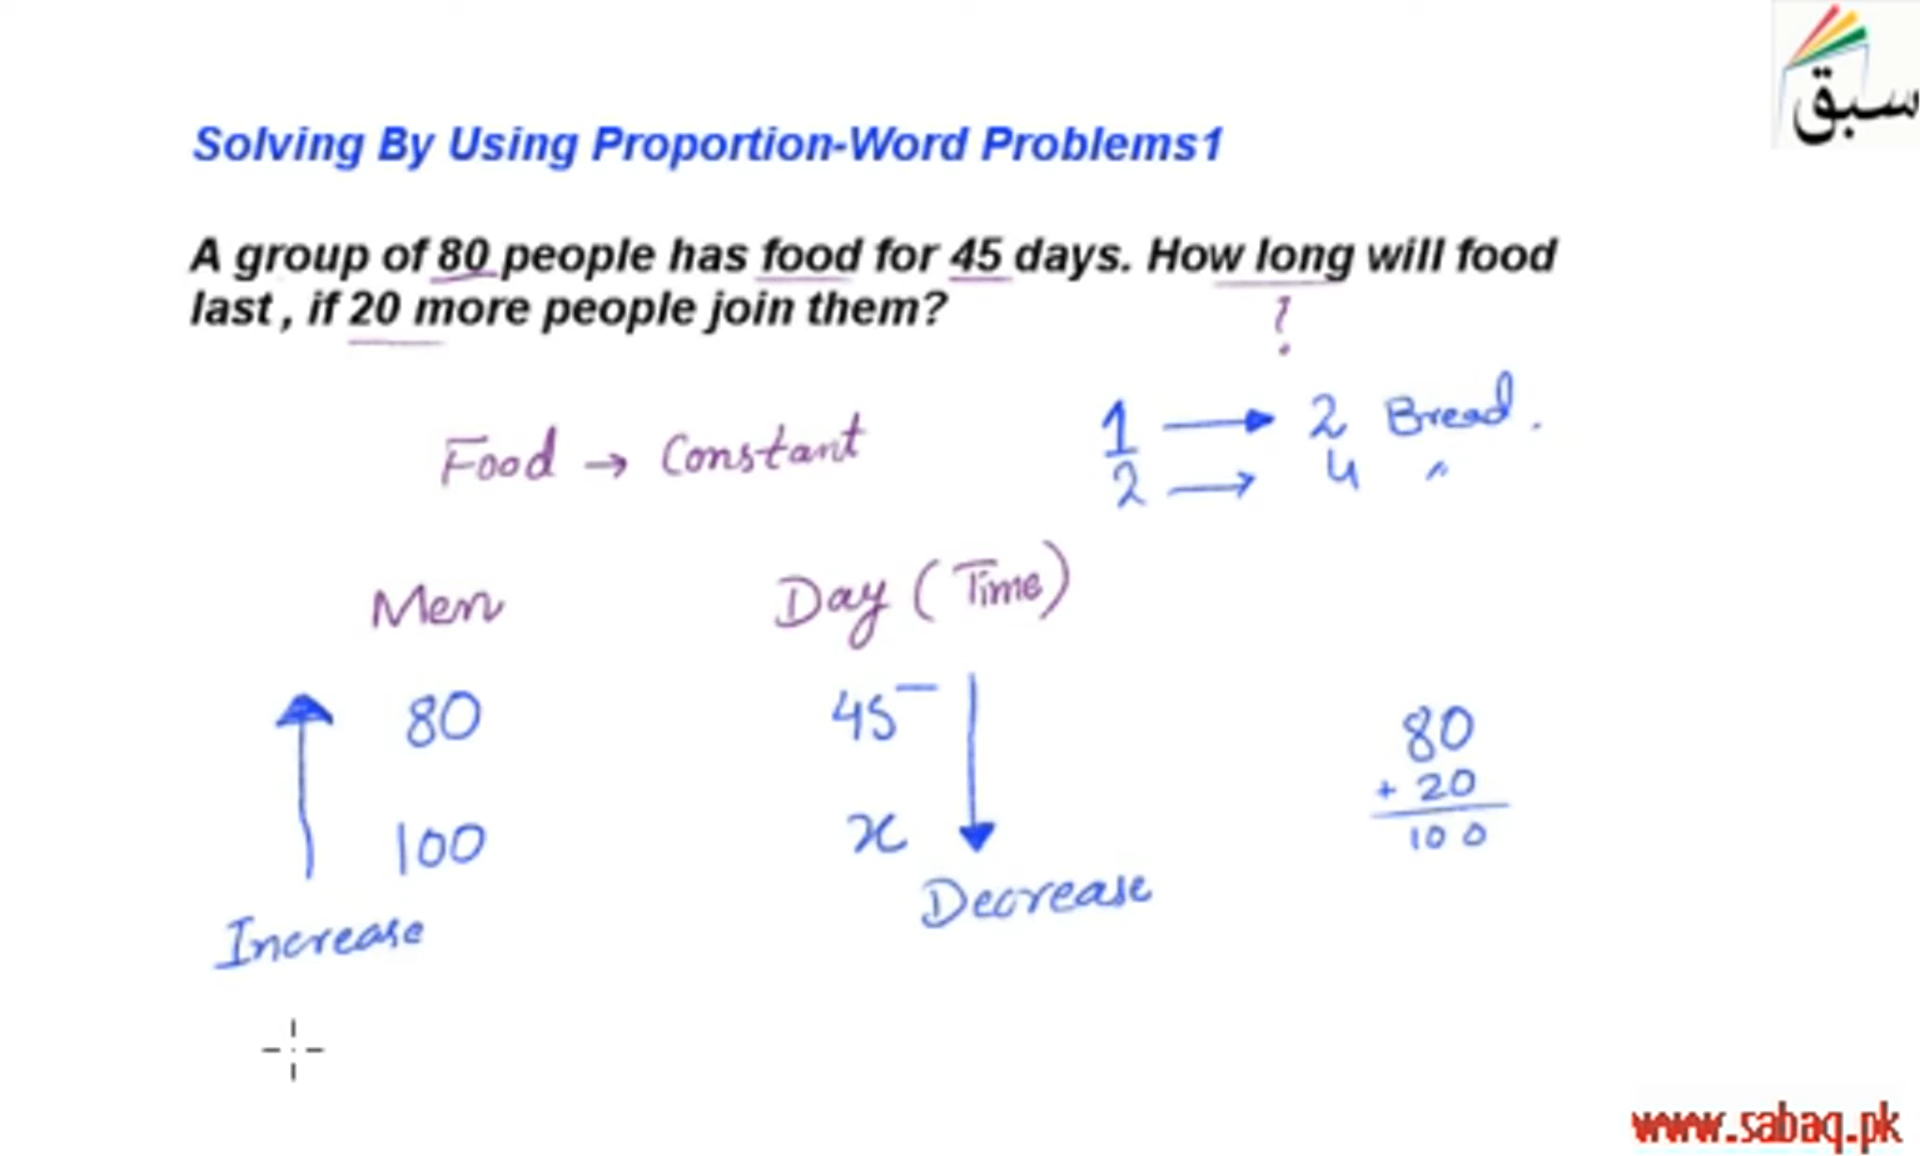 سبق
Solving By Using Proportion-Word Problems1
A group of 80 people has food for 45 days. How long will food
last , if 20 more people join them?
?
Food → Constant
1 → 2 Bread.
2 → 4 "
Men Day (Time)
80 45
100 x
80
+ 20
100
Increase
Decrease
www.sabaq.pk